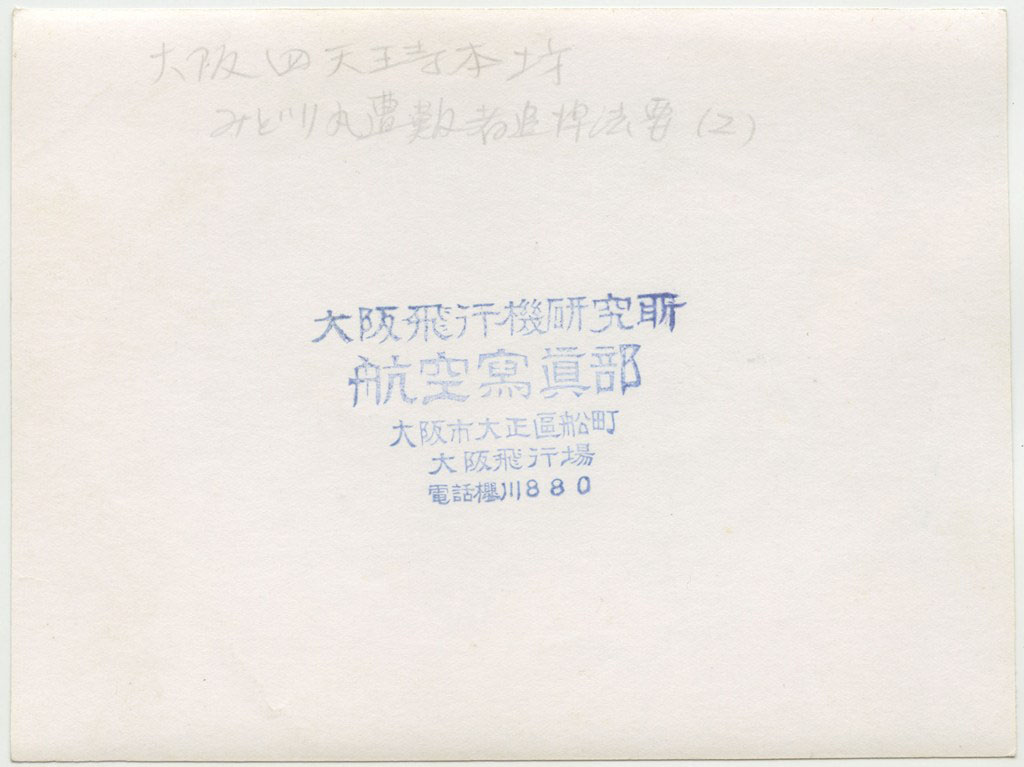 大阪四天王寺本坊
みどり丸遭難者追悼法要(2)
大阪飛行機研究所
航空寫眞部
大阪市大正區船町
大阪飛行場
電話櫻川880